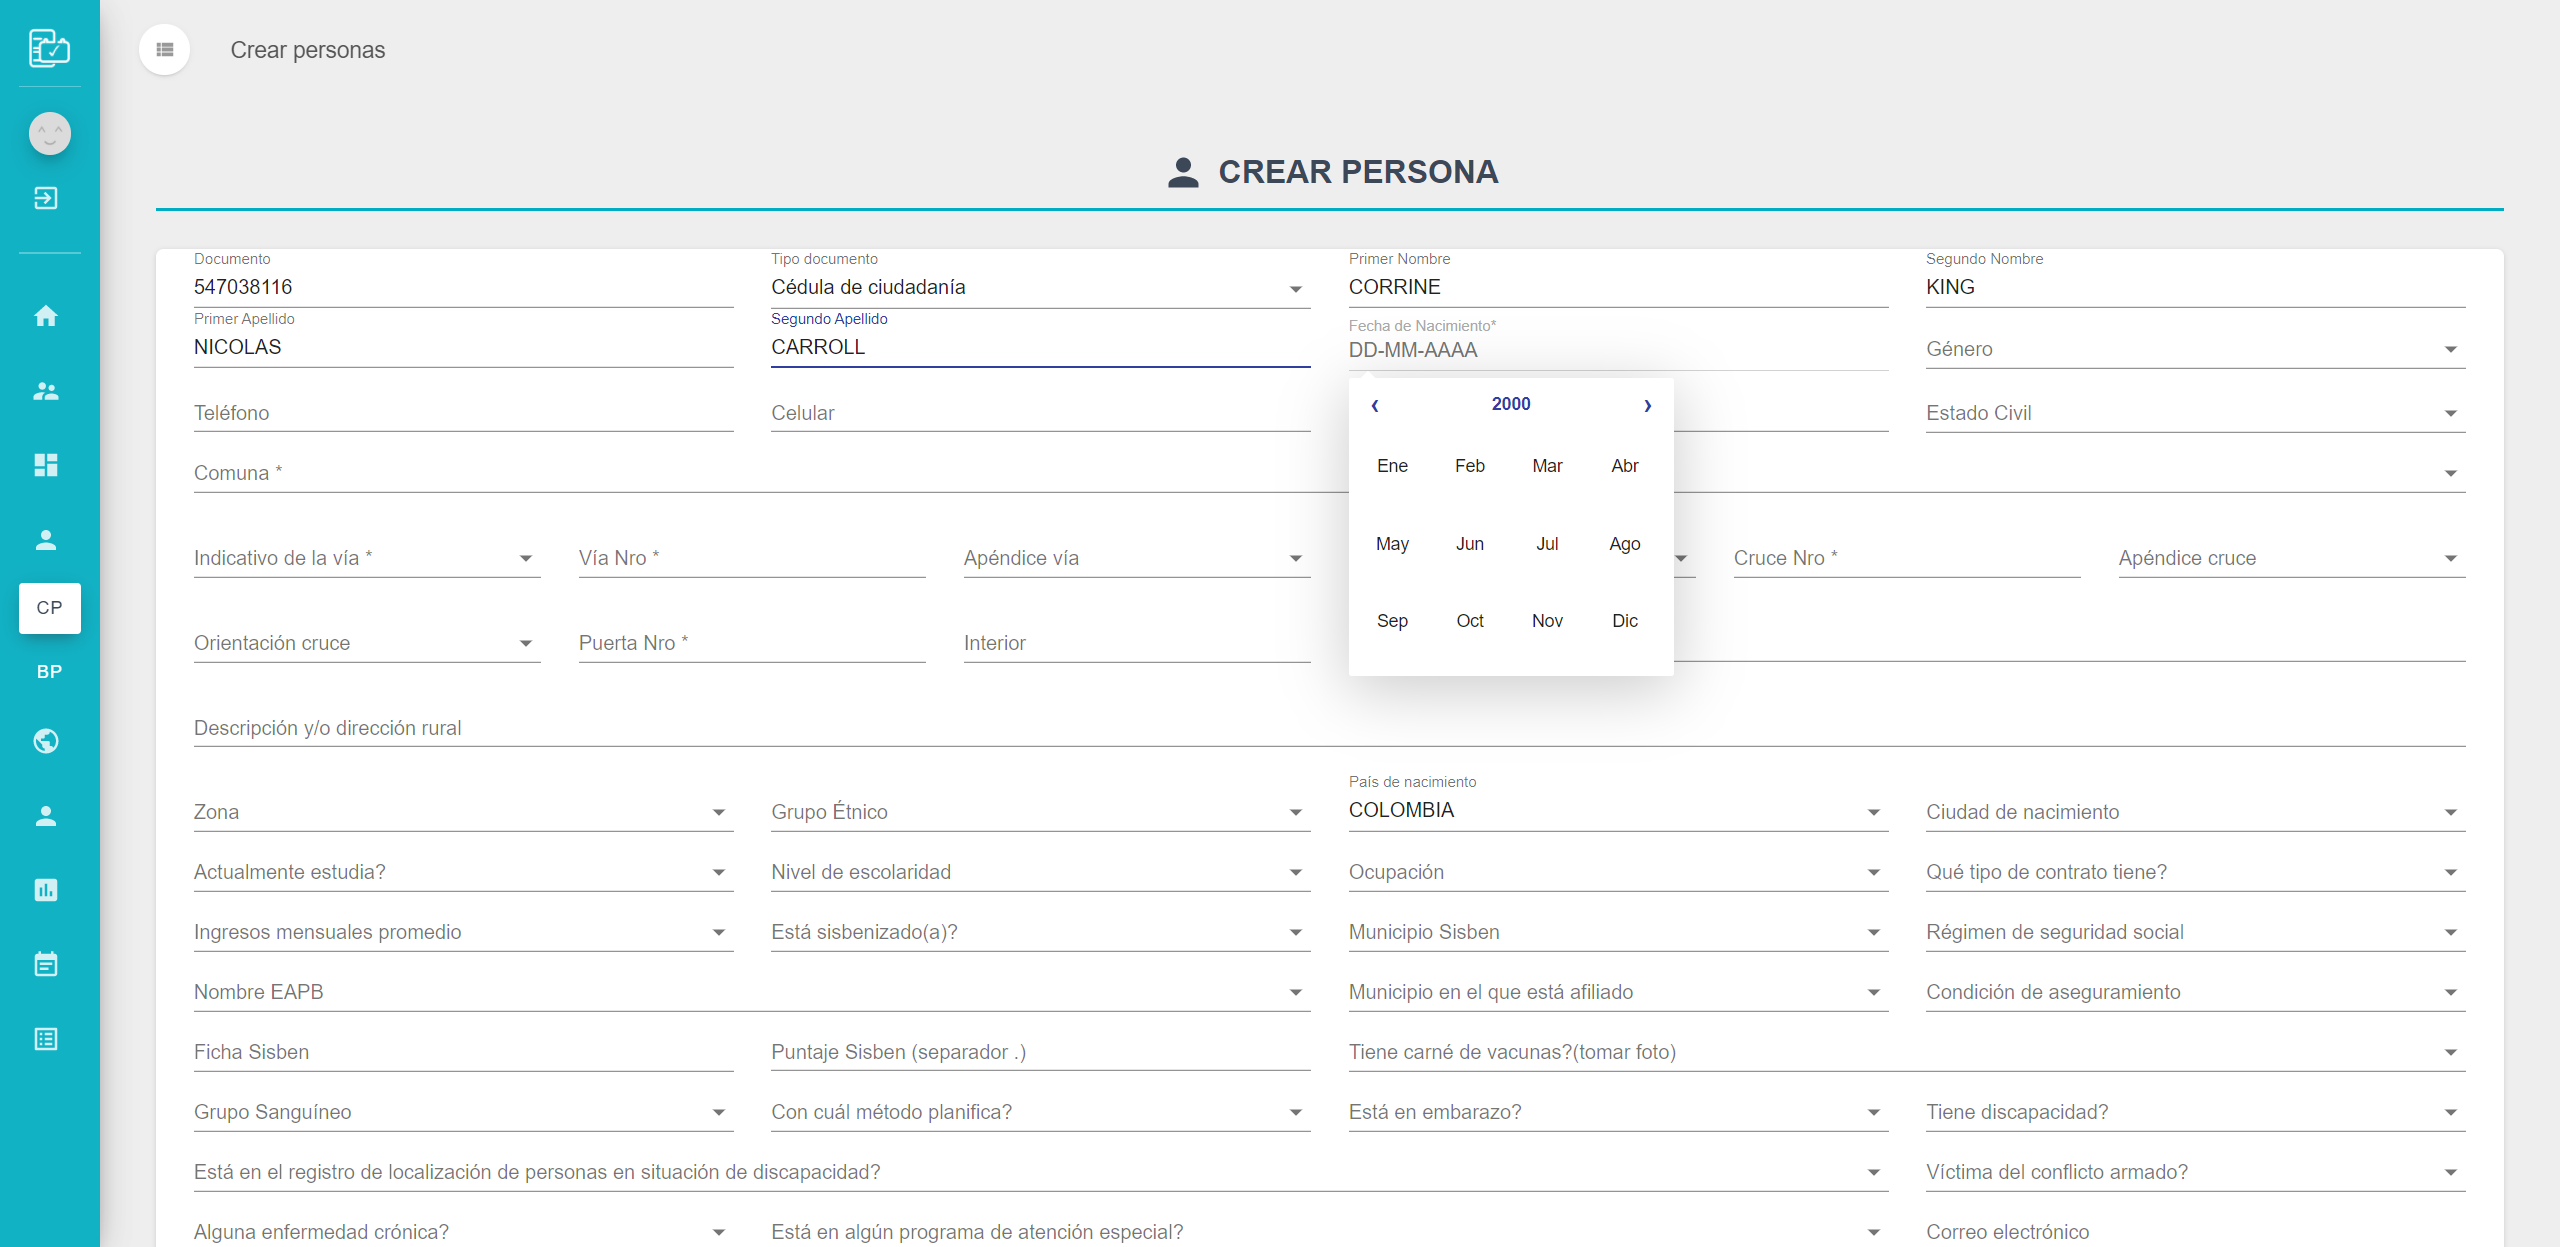 Crear personas
CREAR PERSONA
Documento
547038116
Tipo documento
Cédula de ciudadanía
Primer Nombre
CORRINE
Segundo Nombre
KING
Primer Apellido
NICOLAS
Segundo Apellido
CARROLL
Fecha de Nacimiento*
DD-MM-AAAA
Género
Teléfono
Celular
Estado Civil
‹ 2000 ›
Ene Feb Mar Abr
May Jun Jul Ago
Sep Oct Nov Dic
Comuna *
Indicativo de la vía *
Vía Nro *
Apéndice vía
Cruce Nro *
Apéndice cruce
CP
Orientación cruce
Puerta Nro *
Interior
BP
Descripción y/o dirección rural
Zona
Grupo Étnico
País de nacimiento
COLOMBIA
Ciudad de nacimiento
Actualmente estudia?
Nivel de escolaridad
Ocupación
Qué tipo de contrato tiene?
Ingresos mensuales promedio
Está sisbenizado(a)?
Municipio Sisben
Régimen de seguridad social
Nombre EAPB
Municipio en el que está afiliado
Condición de aseguramiento
Ficha Sisben
Puntaje Sisben (separador .)
Tiene carné de vacunas?(tomar foto)
Grupo Sanguíneo
Con cuál método planifica?
Está en embarazo?
Tiene discapacidad?
Está en el registro de localización de personas en situación de discapacidad?
Víctima del conflicto armado?
Alguna enfermedad crónica?
Está en algún programa de atención especial?
Correo electrónico